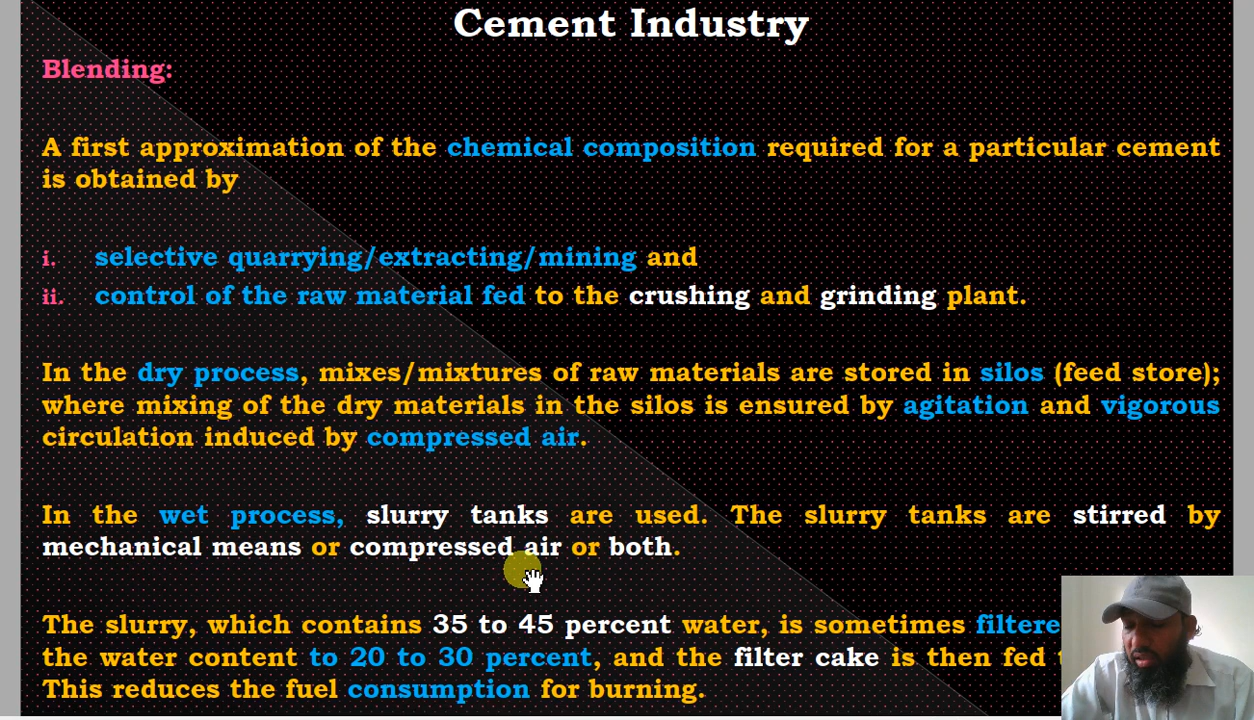 Cement Industry
Blending:
A first approximation of the chemical composition required for a particular cement
is obtained by
i. selective quarrying/extracting/mining and
ii. control of the raw material fed to the crushing and grinding plant.
In the dry process, mixes/mixtures of raw materials are stored in silos (feed store);
where mixing of the dry materials in the silos is ensured by agitation and vigorous
circulation induced by compressed air.
In the wet process, slurry tanks are used. The slurry tanks are stirred by
mechanical means or compressed air or both.
The slurry, which contains 35 to 45 percent water, is sometimes filtere
the water content to 20 to 30 percent, and the filter cake is then fed
This reduces the fuel consumption for burning.